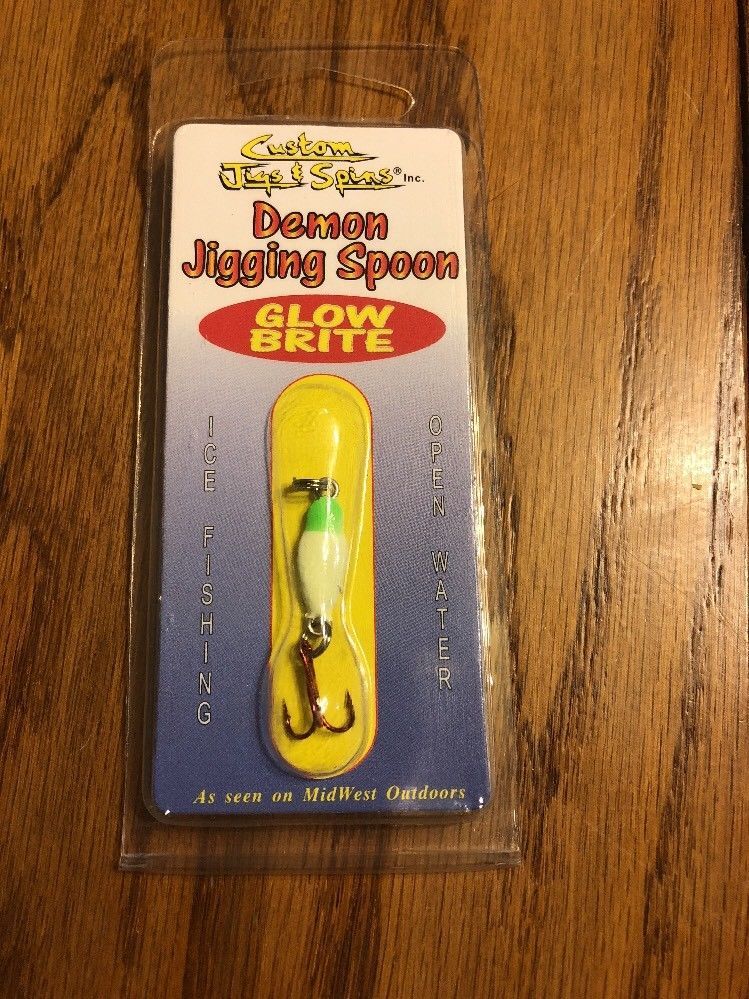 Custom
Jigs & Spins® Inc.
Demon
Jigging Spoon
GLOW
BRITE
ICE FISHING
OPEN WATER
As seen on MidWest Outdoors